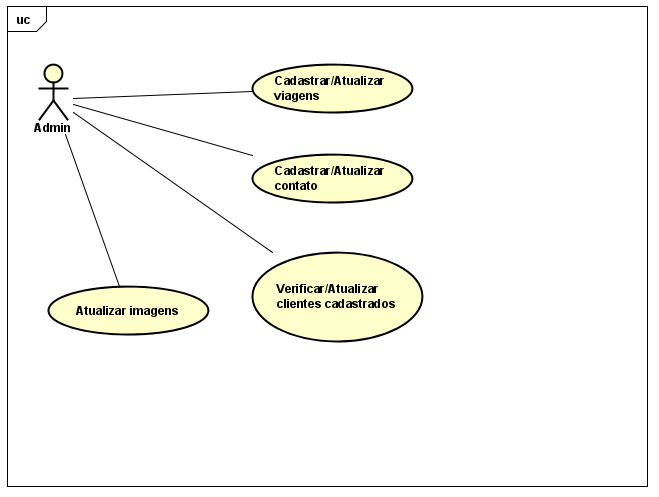 uc
Cadastrar/Atualizar
viagens
Admin
Cadastrar/Atualizar
contato
Verificar/Atualizar
clientes cadastrados
Atualizar imagens